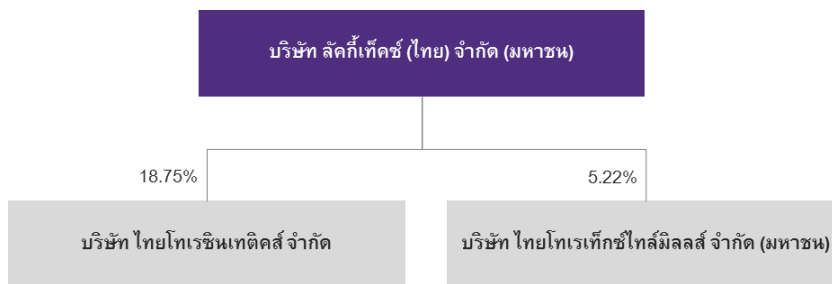 บริษัท ลัคกี้เท็คซ์ (ไทย) จำกัด (มหาชน)
18.75%
5.22%
บริษัท ไทยโทเรซินเทติคส์ จำกัด
บริษัท ไทยโทเรเท็กซ์ไทล์มิลลส์ จำกัด (มหาชน)